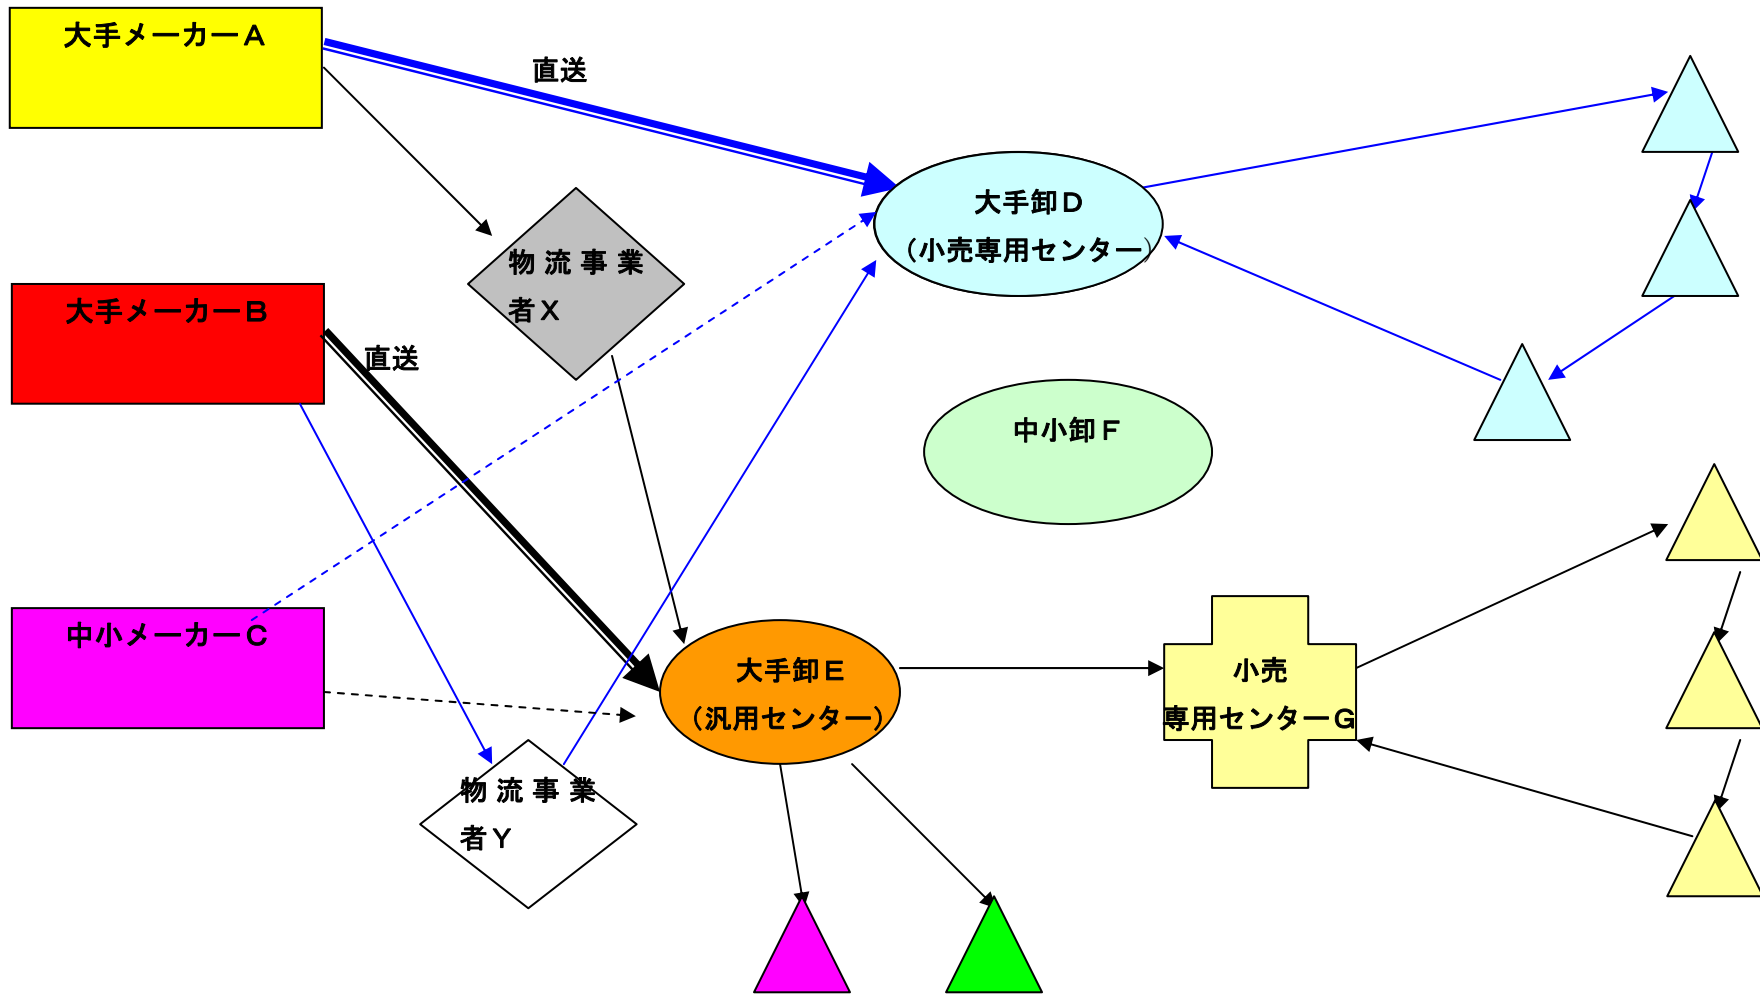 大手メーカーA
直送
大手卸D
（小売専用センター）
物流事業
者X
大手メーカーB
直送
中小卸F
中小メーカーC
大手卸E
（汎用センター）
小売
専用センターG
物流事業
者Y